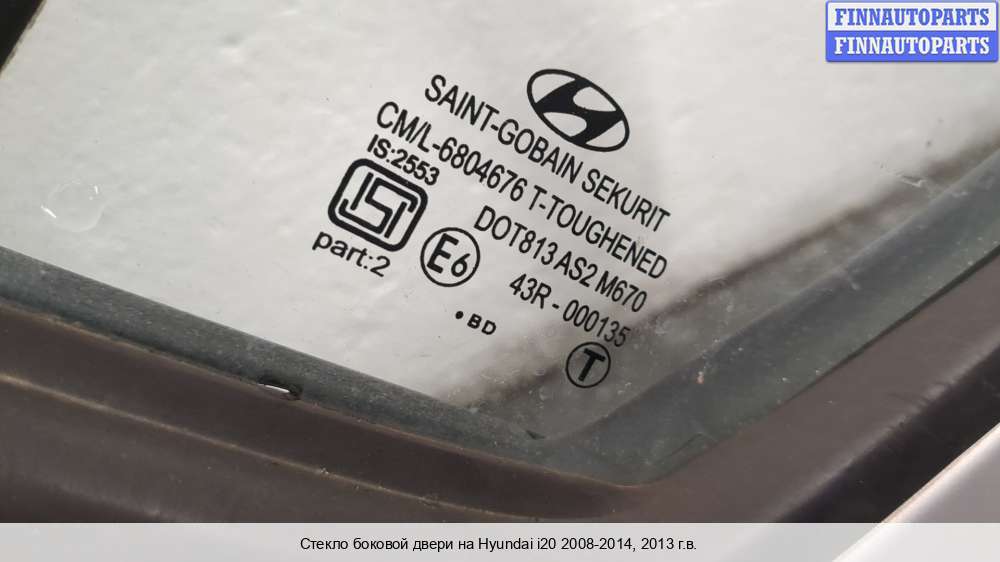 FINNAUTOPARTS
FINNAUTOPARTS
SAINT-GOBAIN SEKURIT
CM/L-6804676 T-TOUGHENED
IS:2553
DOT813 AS2 M670
part:2
E6
43R - 000135
•BD
T
Стекло боковой двери на Hyundai i20 2008-2014, 2013 г.в.